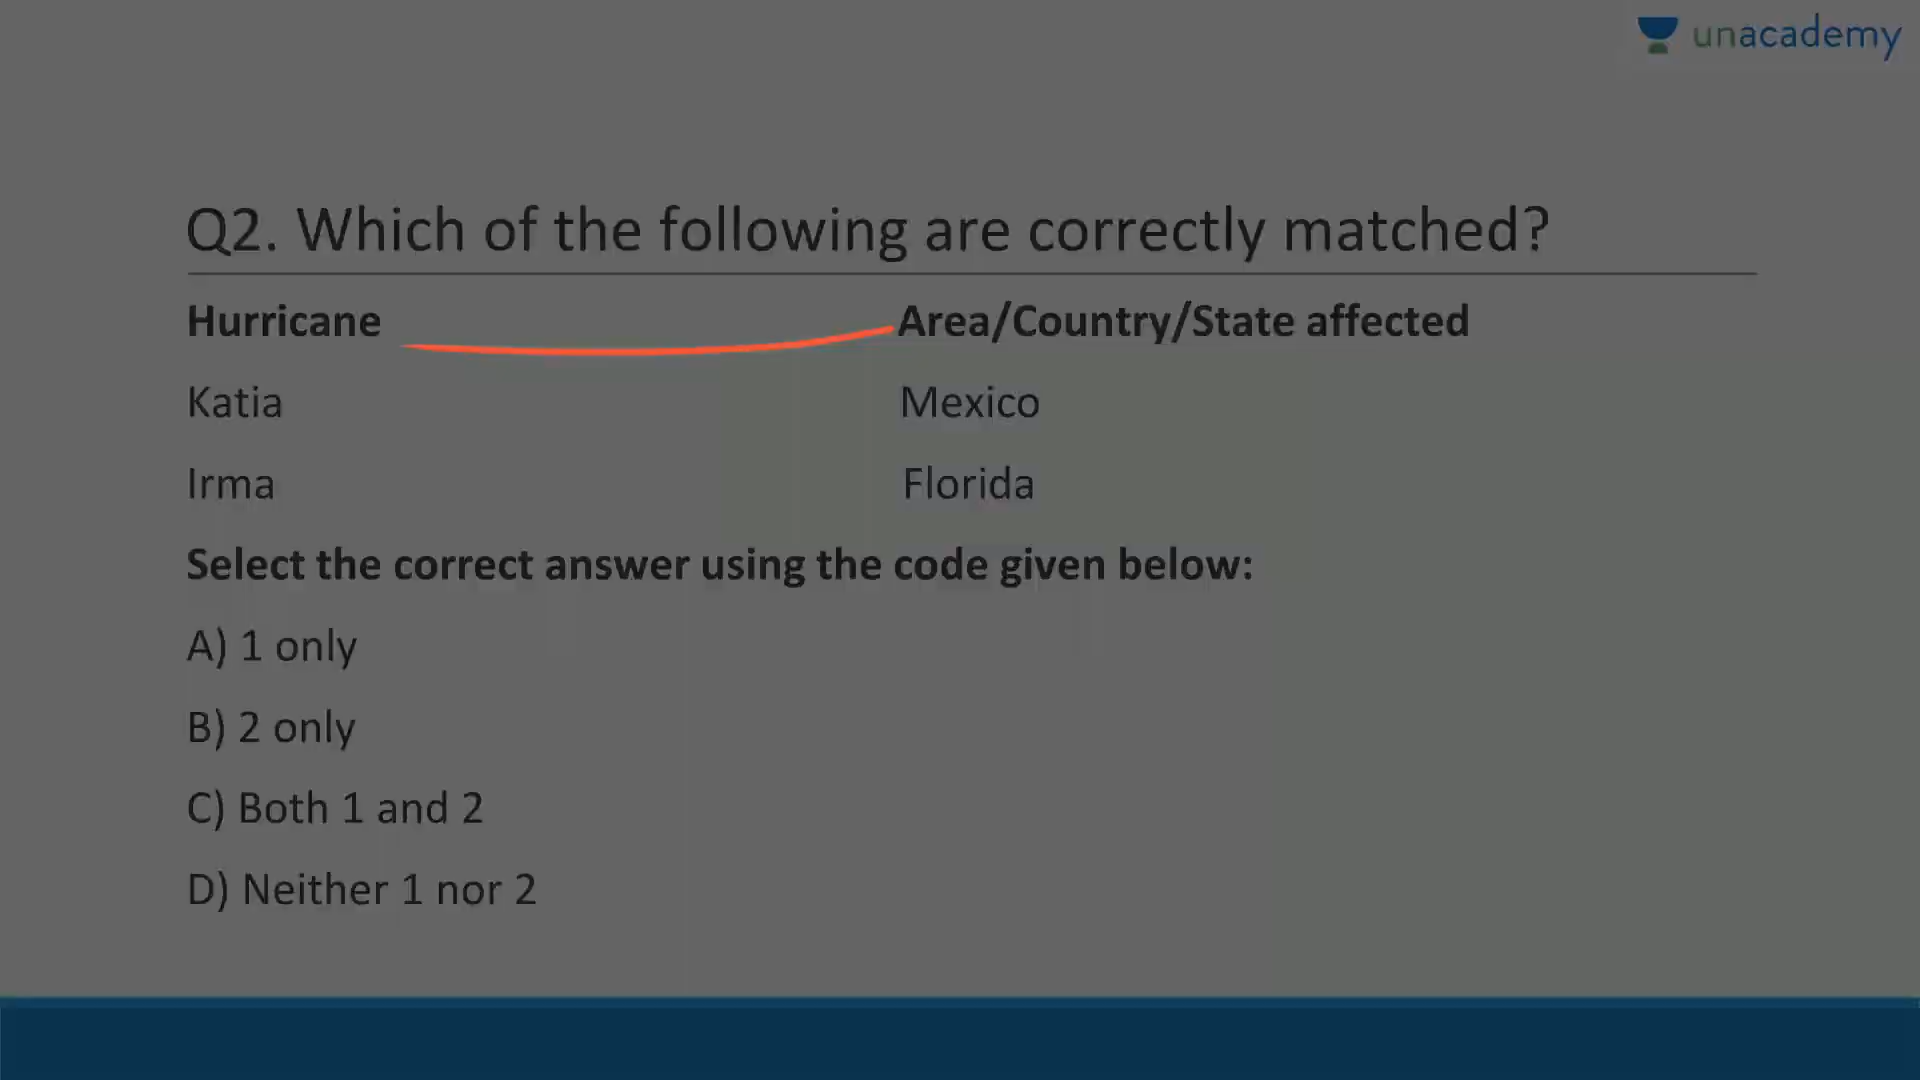 unacademy
Q2. Which of the following are correctly matched?
Hurricane Area/Country/State affected
Katia Mexico
Irma Florida
Select the correct answer using the code given below:
A) 1 only
B) 2 only
C) Both 1 and 2
D) Neither 1 nor 2